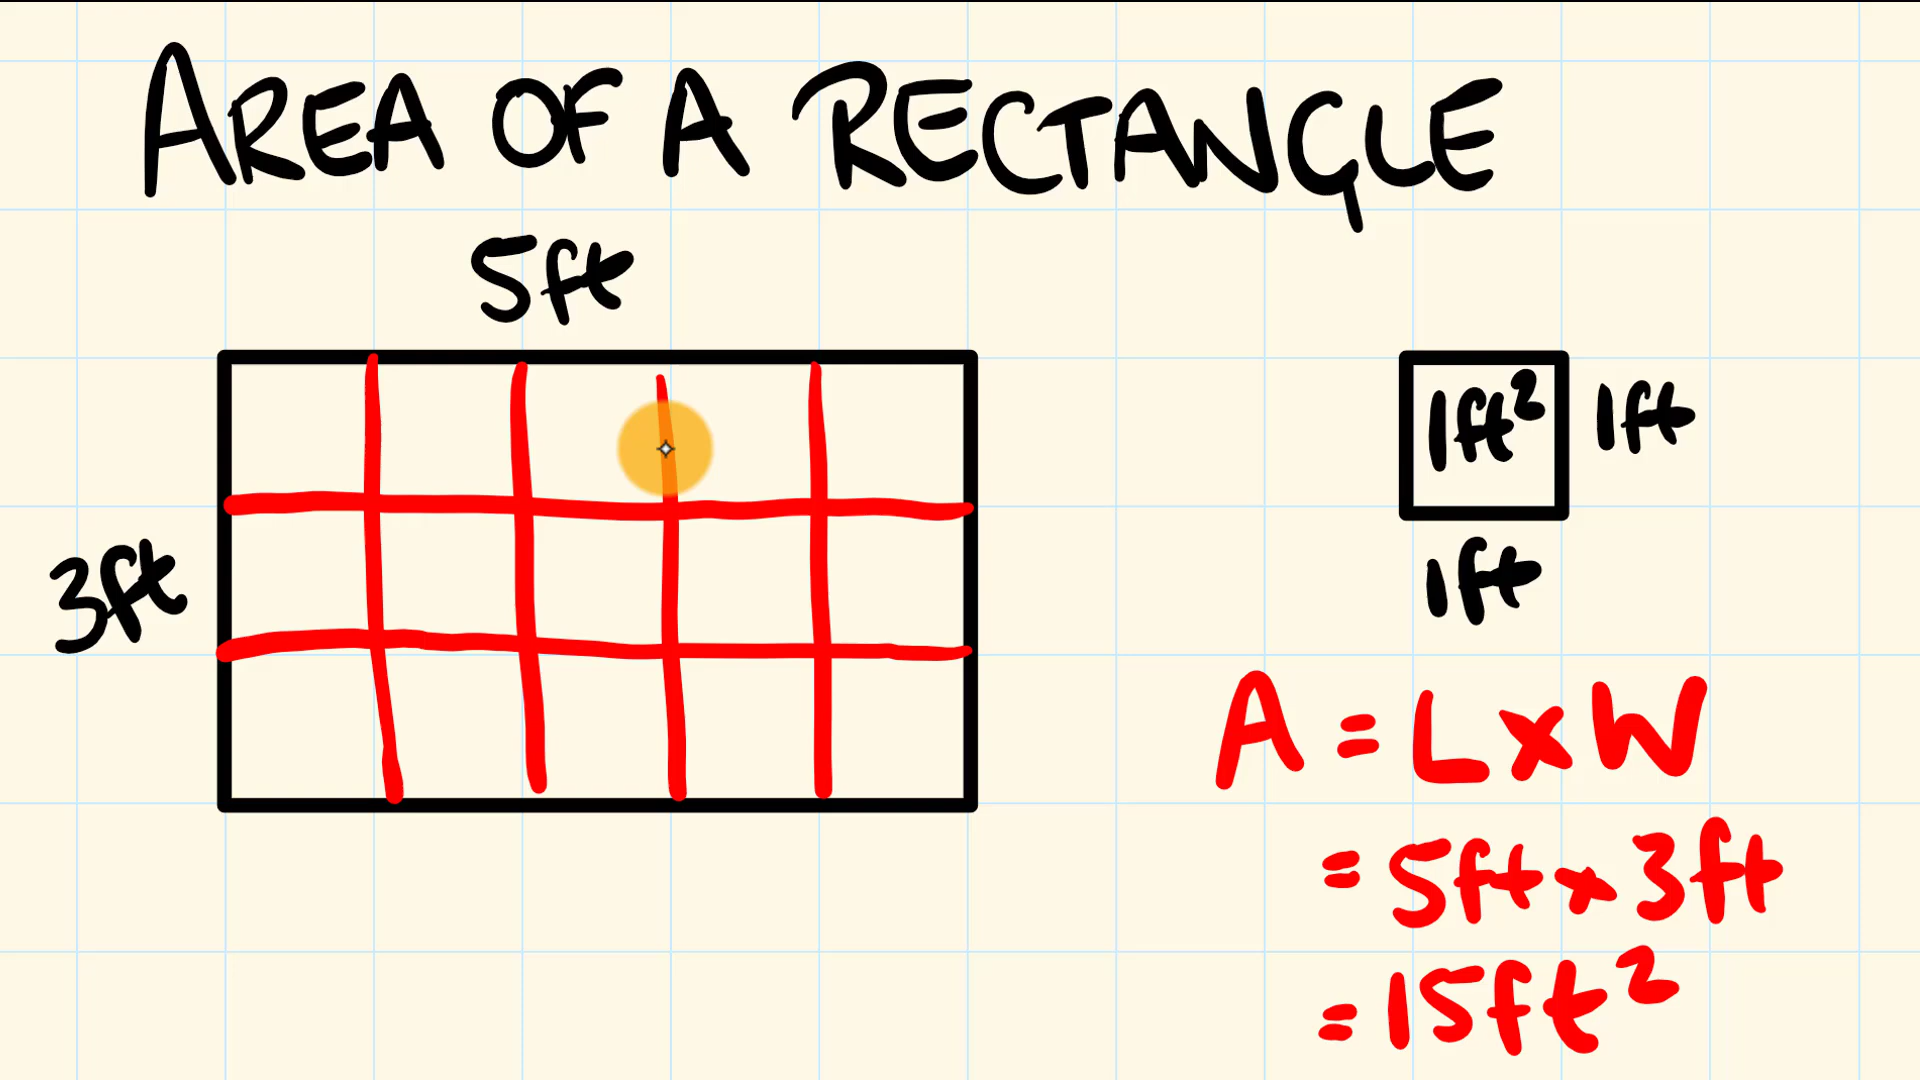 AREA OF A RECTANGLE
5ft
3ft
1ft²
1ft
1ft
A = L x W
= 5ft x 3ft
= 15ft²